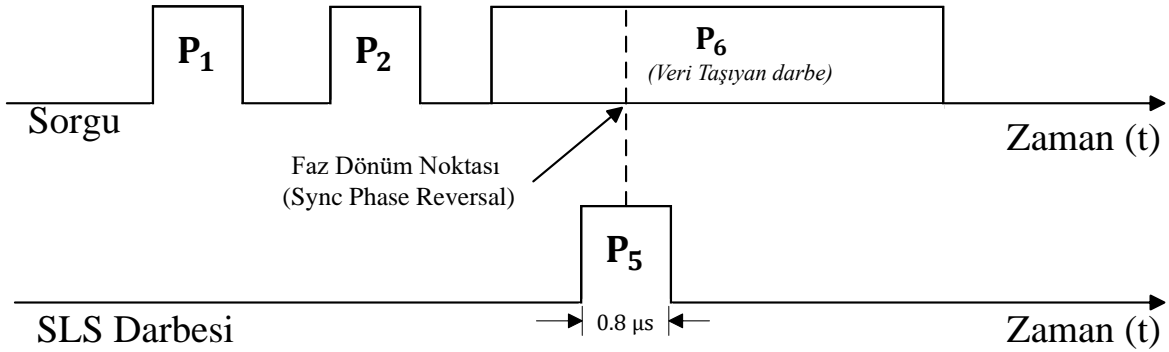 P₁
P₂
P₆
(Veri Taşıyan darbe)
Sorgu
Zaman (t)
Faz Dönüm Noktası
(Sync Phase Reversal)
P₅
0.8 μs
SLS Darbesi
Zaman (t)